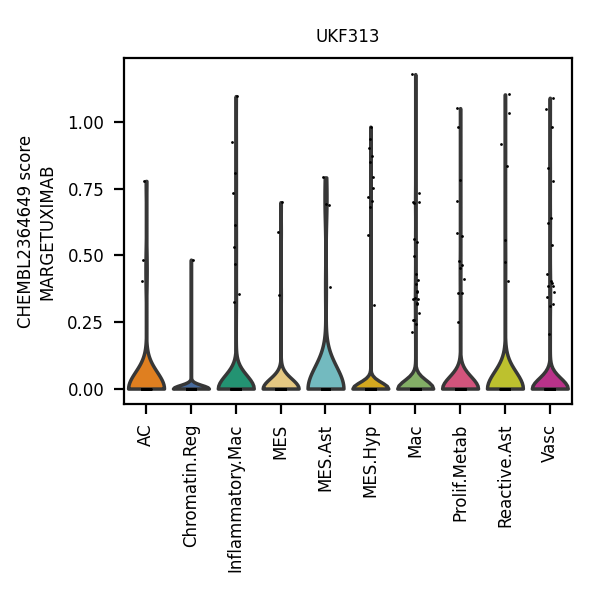 UKF313
CHEMBL2364649 score
MARGETUXIMAB
1.00
0.75
0.50
0.25
0.00
AC
Chromatin.Reg
Inflammatory.Mac
MES
MES.Ast
MES.Hyp
Mac
Prolif.Metab
Reactive.Ast
Vasc